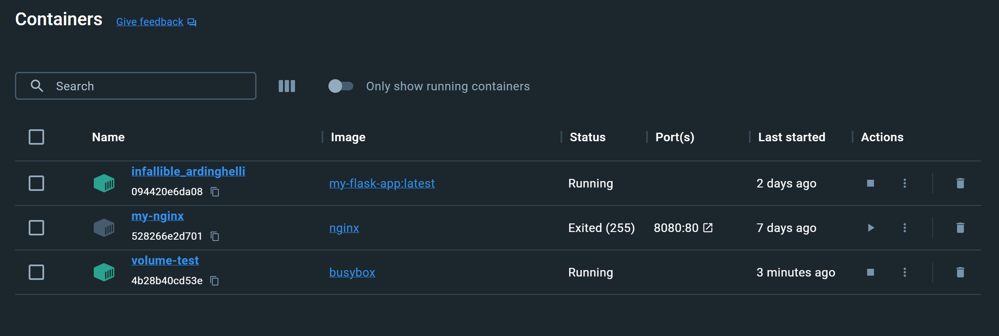 Containers Give feedback
Search Only show running containers
Name Image Status Port(s) Last started Actions
infallible_ardinghelli
094420e6da08
my-flask-app:latest Running 2 days ago
my-nginx
528266e2d701
nginx Exited (255) 8080:80 7 days ago
volume-test
4b28b40cd53e
busybox Running 3 minutes ago